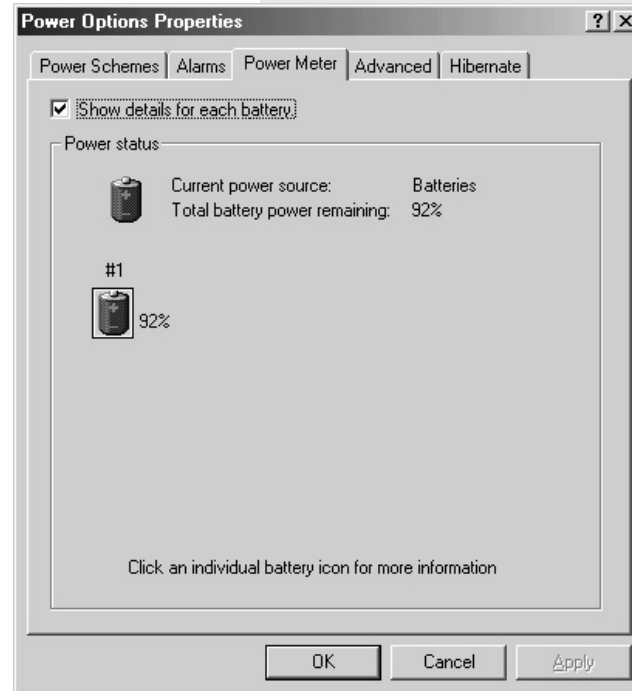 Power Options Properties
? ×
Power Schemes Alarms Power Meter Advanced Hibernate
Show details for each battery.
Power status
Current power source: Batteries
Total battery power remaining: 92%
#1
92%
Click an individual battery icon for more information
OK Cancel Apply